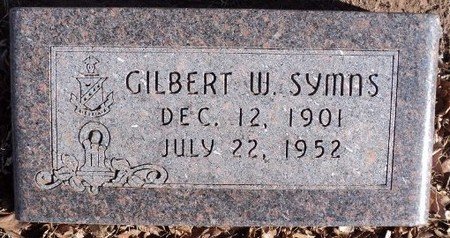 GILBERT W. SYMNS
DEC. 12, 1901
JULY 22, 1952